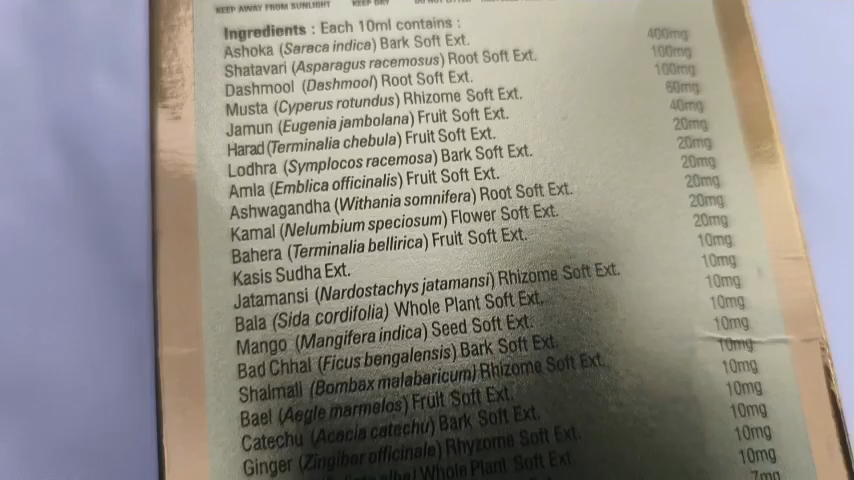 KEEP AWAY FROM SUNLIGHT KEEP DRY
Ingredients : Each 10ml contains :
Ashoka (Saraca indica) Bark Soft Ext. 400mg
Shatavari (Asparagus racemosus) Root Soft Ext. 100mg
Dashmool (Dashmool) Root Soft Ext. 100mg
Musta (Cyperus rotundus) Rhizome Soft Ext. 60mg
Jamun (Eugenia jambolana) Fruit Soft Ext. 40mg
Harad (Terminalia chebula) Fruit Soft Ext. 20mg
Lodhra (Symplocos racemosa) Bark Soft Ext. 20mg
Amla (Emblica officinalis) Fruit Soft Ext. 20mg
Ashwagandha (Withania somnifera) Root Soft Ext. 20mg
Kamal (Nelumbium speciosum) Flower Soft Ext. 20mg
Bahera (Terminalia bellirica) Fruit Soft Ext. 20mg
Kasis Sudha Ext. 10mg
Jatamansi (Nardostachys jatamansi) Rhizome Soft Ext. 10mg
Bala (Sida cordifolia) Whole Plant Soft Ext. 10mg
Mango (Mangifera indica) Seed Soft Ext. 10mg
Bad Chhal (Ficus bengalensis) Bark Soft Ext. 10mg
Shalmali (Bombax malabaricum) Rhizome Soft Ext. 10mg
Bael (Aegle marmelos) Fruit Soft Ext. 10mg
Catechu (Acacia catechu) Bark Soft Ext. 10mg
Ginger (Zingiber officinale) Rhyzome Soft Ext. 10mg
Whole Plant Soft Ext 10mg
10mg
7mg